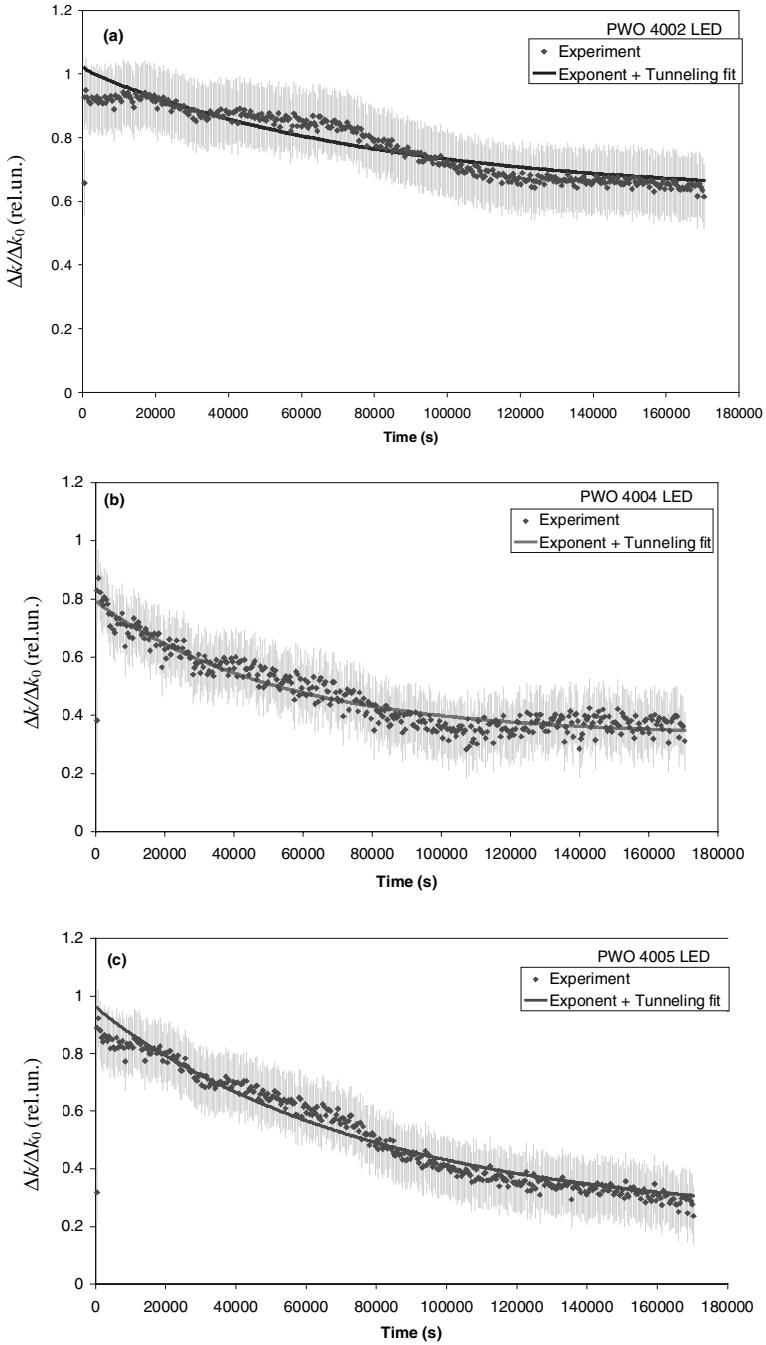 (a)
PWO 4002 LED
Experiment
Exponent + Tunneling fit
1.2
1
0.8
0.6
0.4
0.2
0
Δk/Δk0 (rel.un.)
0 20000 40000 60000 80000 100000 120000 140000 160000 180000
Time (s)
(b)
PWO 4004 LED
Experiment
Exponent + Tunneling fit
1.2
1
0.8
0.6
0.4
0.2
0
Δk/Δk0 (rel.un.)
0 20000 40000 60000 80000 100000 120000 140000 160000 180000
Time (s)
(c)
PWO 4005 LED
Experiment
Exponent + Tunneling fit
1.2
1
0.8
0.6
0.4
0.2
0
Δk/Δk0 (rel.un.)
0 20000 40000 60000 80000 100000 120000 140000 160000 180000
Time (s)